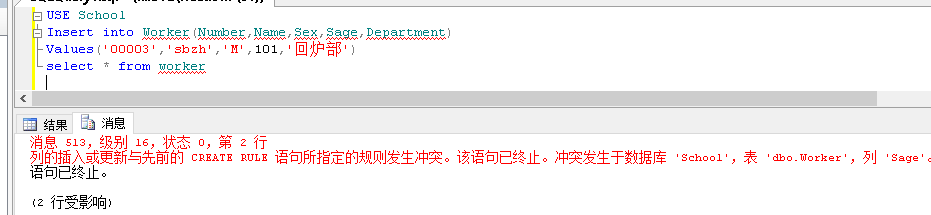 USE School
Insert into Worker(Number,Name,Sex,Sage,Department)
Values('00003','sbzh','M',101,'回炉部')
select * from worker
结果 消息
消息 513，级别 16，状态 0，第 2 行
列的插入或更新与先前的 CREATE RULE 语句所指定的规则发生冲突。该语句已终止。冲突发生于数据库 'School'，表 'dbo.Worker'，列 'Sage'。
语句已终止。
(2 行受影响)